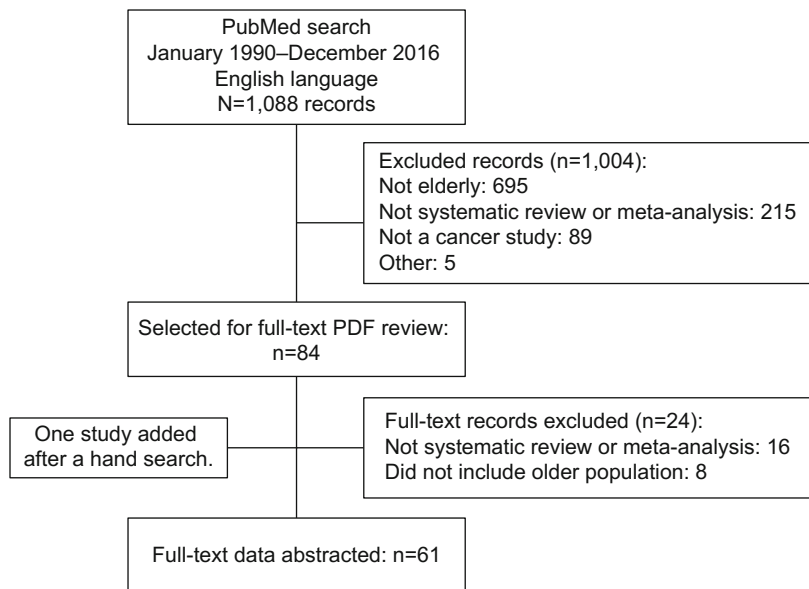 PubMed search
January 1990–December 2016
English language
N=1,088 records
Excluded records (n=1,004):
Not elderly: 695
Not systematic review or meta-analysis: 215
Not a cancer study: 89
Other: 5
Selected for full-text PDF review:
n=84
One study added
after a hand search.
Full-text records excluded (n=24):
Not systematic review or meta-analysis: 16
Did not include older population: 8
Full-text data abstracted: n=61